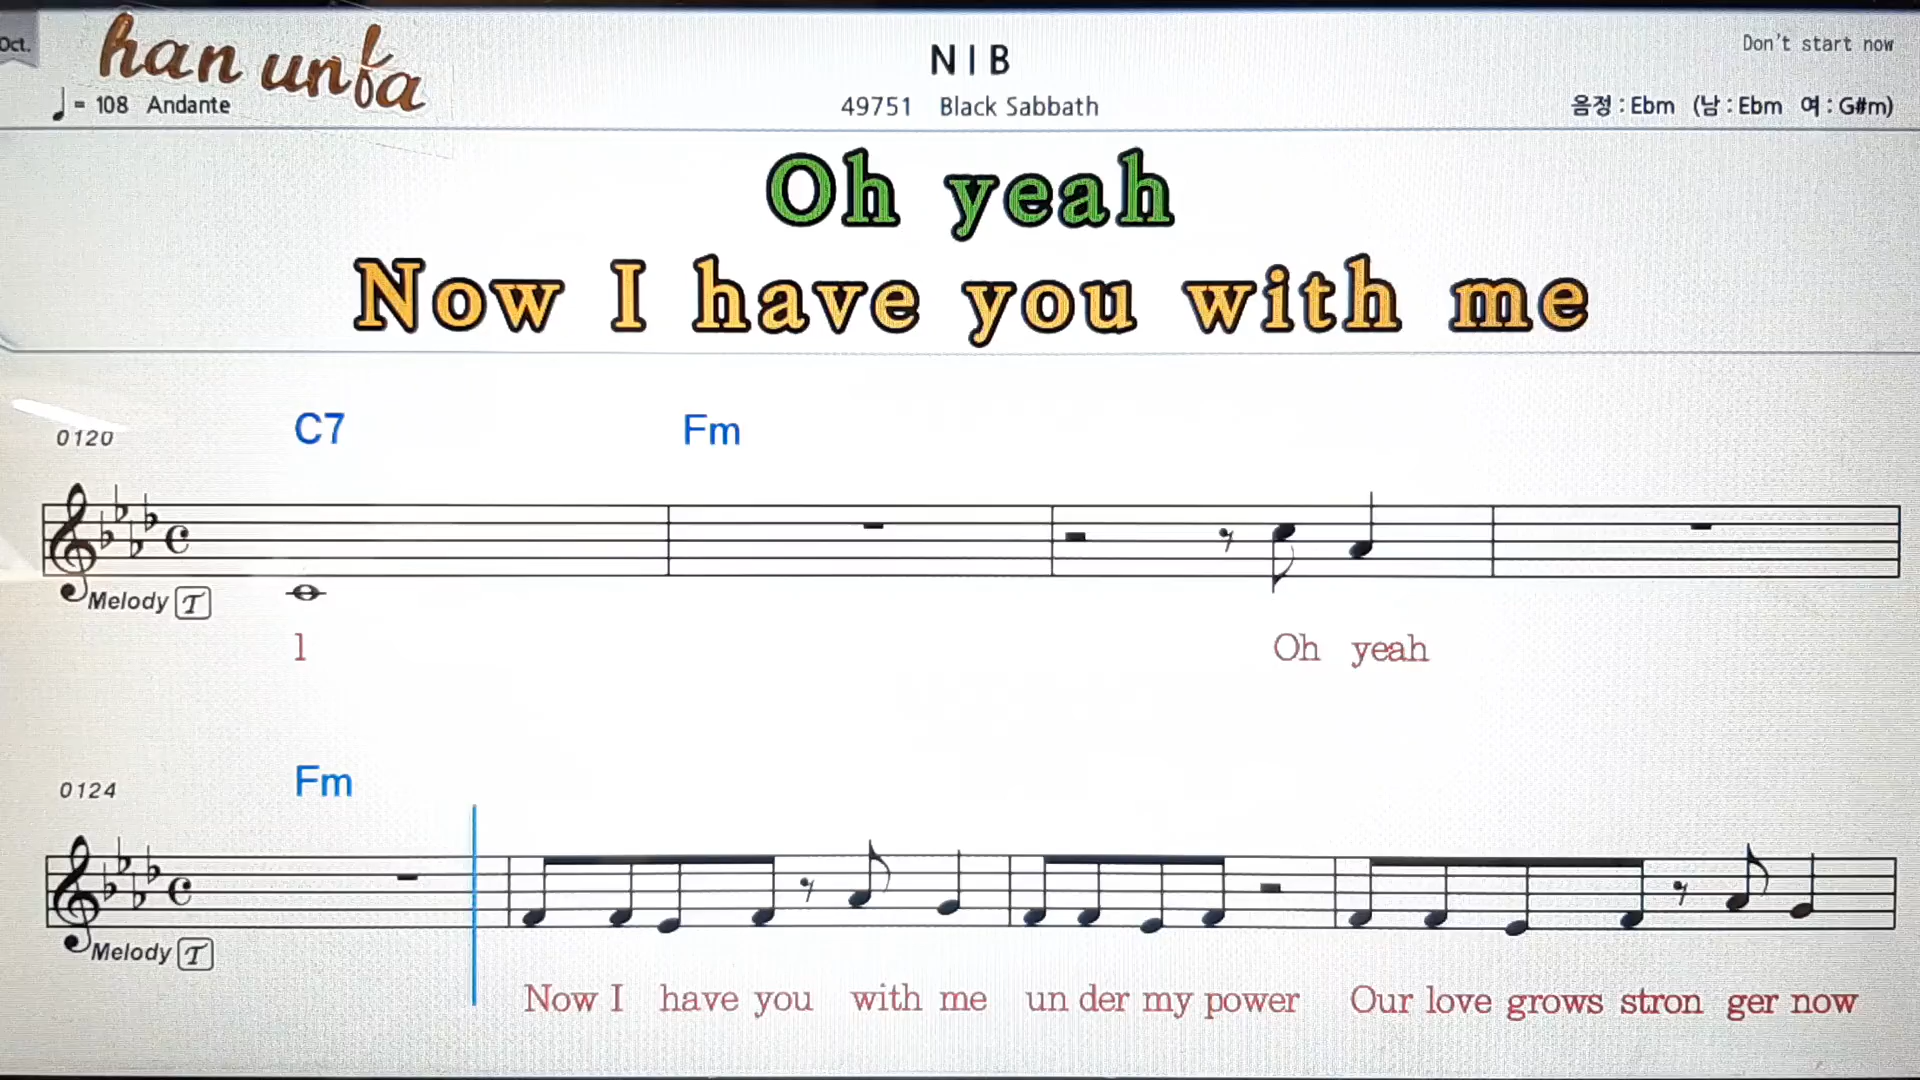 Oct.
han unfa
N I B
Don't start now
♩ = 108 Andante
49751 Black Sabbath
음정 : Ebm (남 : Ebm 여 : G#m)
Oh yeah
Now I have you with me
0120 C7 Fm
Melody T
l Oh yeah
0124 Fm
Melody T
Now I have you with me un der my power Our love grows stron ger now